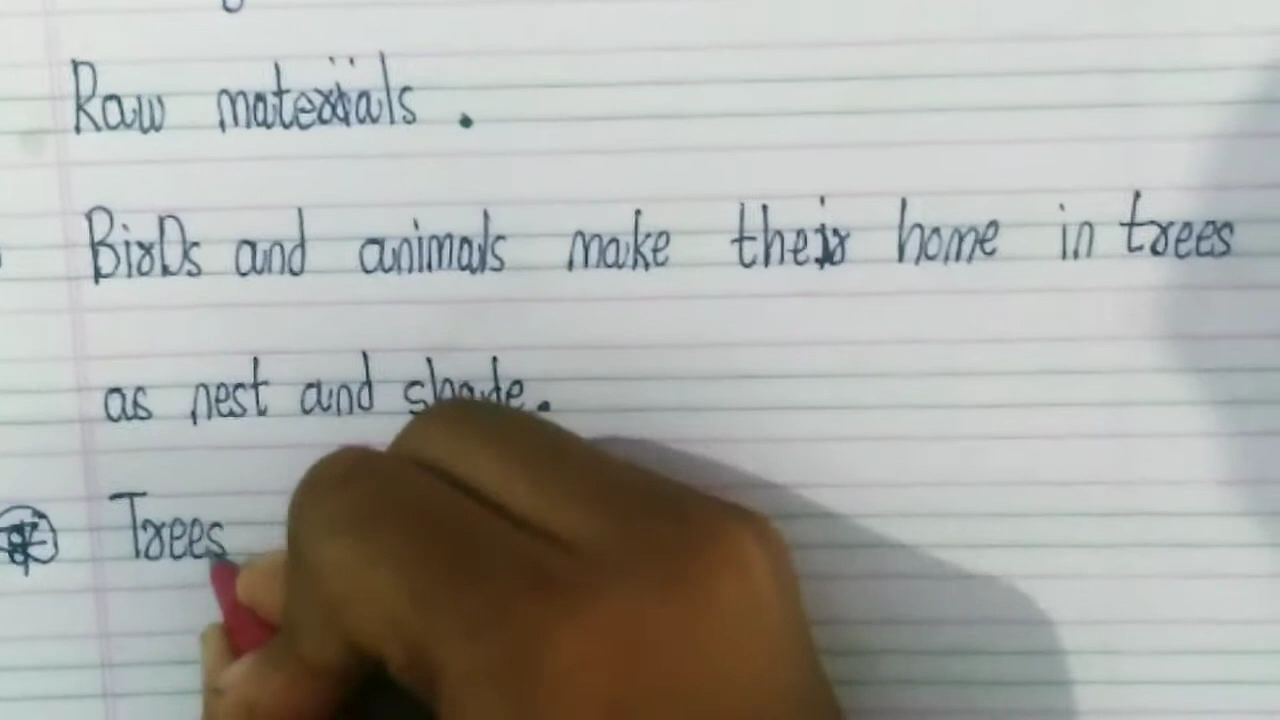 Raw materials .
BirDs and animals make their home in trees
as nest and shade.
Trees